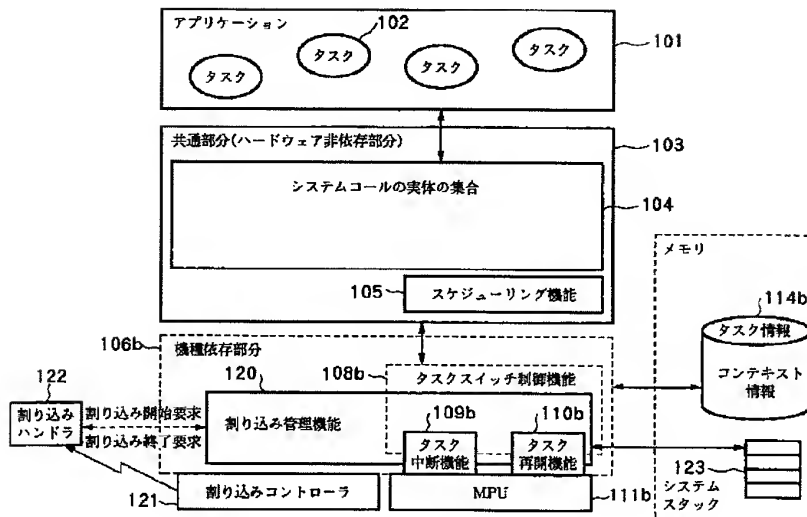 アプリケーション
102
タスク
タスク
タスク
タスク
101
共通部分(ハードウェア非依存部分)
103
システムコールの実体の集合
104
105
スケジューリング機能
メモリ
114b
タスク情報
コンテキスト
情報
106b
機種依存部分
108b
タスクスイッチ制御機能
120
122
割り込み
ハンドラ
割り込み開始要求
割り込み終了要求
割り込み管理機能
109b
タスク
中断機能
110b
タスク
再開機能
123
システム
スタック
121
割り込みコントローラ
MPU
111b